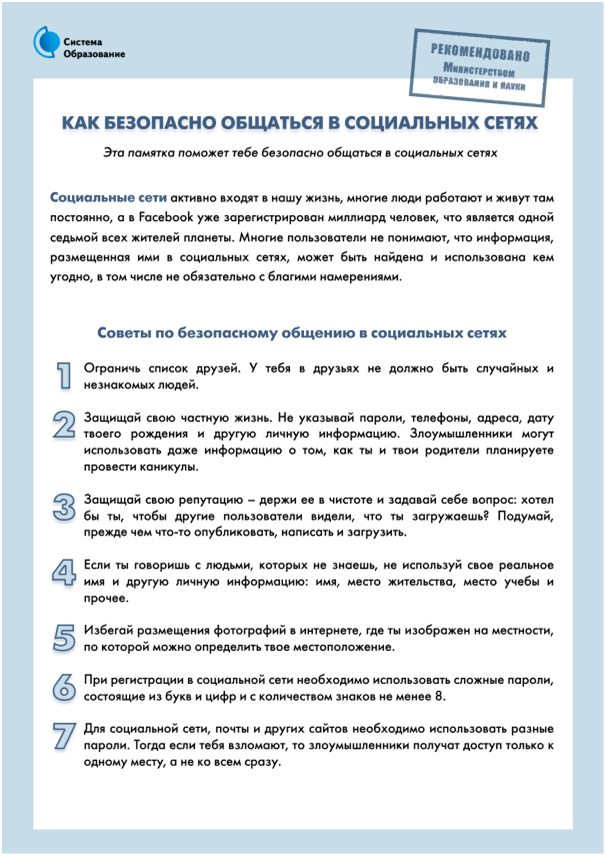 Система
Образование
РЕКОМЕНДОВАНО
Министерством
образования и науки
КАК БЕЗОПАСНО ОБЩАТЬСЯ В СОЦИАЛЬНЫХ СЕТЯХ
Эта памятка поможет тебе безопасно общаться в социальных сетях
Социальные сети активно входят в нашу жизнь, многие люди работают и живут там
постоянно, а в Facebook уже зарегистрирован миллиард человек, что является одной
седьмой всех жителей планеты. Многие пользователи не понимают, что информация,
размещенная ими в социальных сетях, может быть найдена и использована кем
угодно, в том числе не обязательно с благими намерениями.
Советы по безопасному общению в социальных сетях
1 Ограничь список друзей. У тебя в друзьях не должно быть случайных и
незнакомых людей.
2 Защищай свою частную жизнь. Не указывай пароли, телефоны, адреса, дату
твоего рождения и другую личную информацию. Злоумышленники могут
использовать даже информацию о том, как ты и твои родители планируете
провести каникулы.
3 Защищай свою репутацию – держи ее в чистоте и задавай себе вопрос: хотел
бы ты, чтобы другие пользователи видели, что ты загружаешь? Подумай,
прежде чем что-то опубликовать, написать и загрузить.
4 Если ты говоришь с людьми, которых не знаешь, не используй свое реальное
имя и другую личную информацию: имя, место жительства, место учебы и
прочее.
5 Избегай размещения фотографий в интернете, где ты изображен на местности,
по которой можно определить твое местоположение.
6 При регистрации в социальной сети необходимо использовать сложные пароли,
состоящие из букв и цифр и с количеством знаков не менее 8.
7 Для социальной сети, почты и других сайтов необходимо использовать разные
пароли. Тогда если тебя взломают, то злоумышленники получат доступ только к
одному месту, а не ко всем сразу.